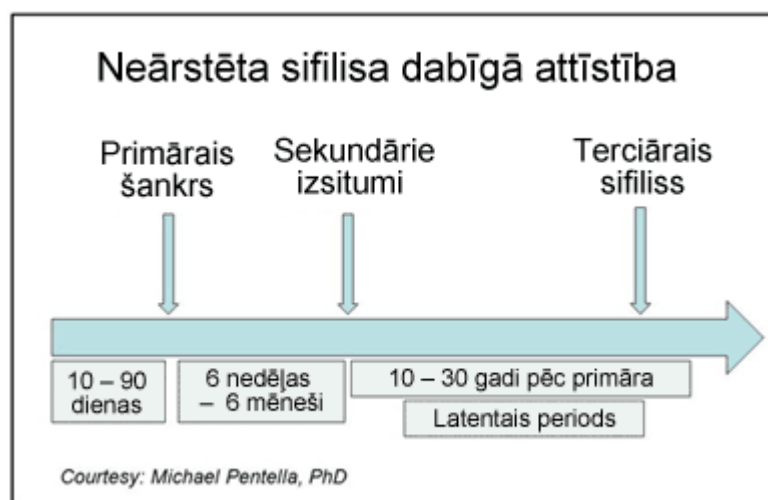 Neārstēta sifilisa dabīgā attīstība
Primārais
šankrs
Sekundārie
izsitumi
Terciārais
sifiliss
10 – 90
dienas
6 nedēļas
– 6 mēneši
10 – 30 gadi pēc primāra
Latentais periods
Courtesy: Michael Pentella, PhD